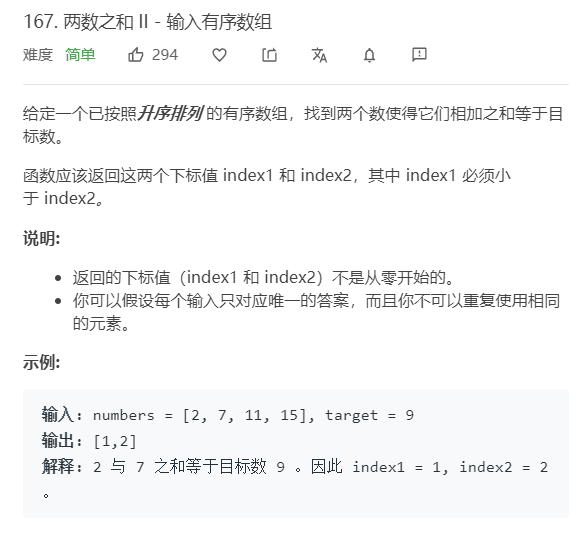 167. 两数之和 II - 输入有序数组
难度 简单 294
给定一个已按照升序排列 的有序数组，找到两个数使得它们相加之和等于目
标数。
函数应该返回这两个下标值 index1 和 index2，其中 index1 必须小
于 index2。
说明:
• 返回的下标值（index1 和 index2）不是从零开始的。
• 你可以假设每个输入只对应唯一的答案，而且你不可以重复使用相同
的元素。
示例:
输入: numbers = [2, 7, 11, 15], target = 9
输出: [1,2]
解释: 2 与 7 之和等于目标数 9 。因此 index1 = 1, index2 = 2
。